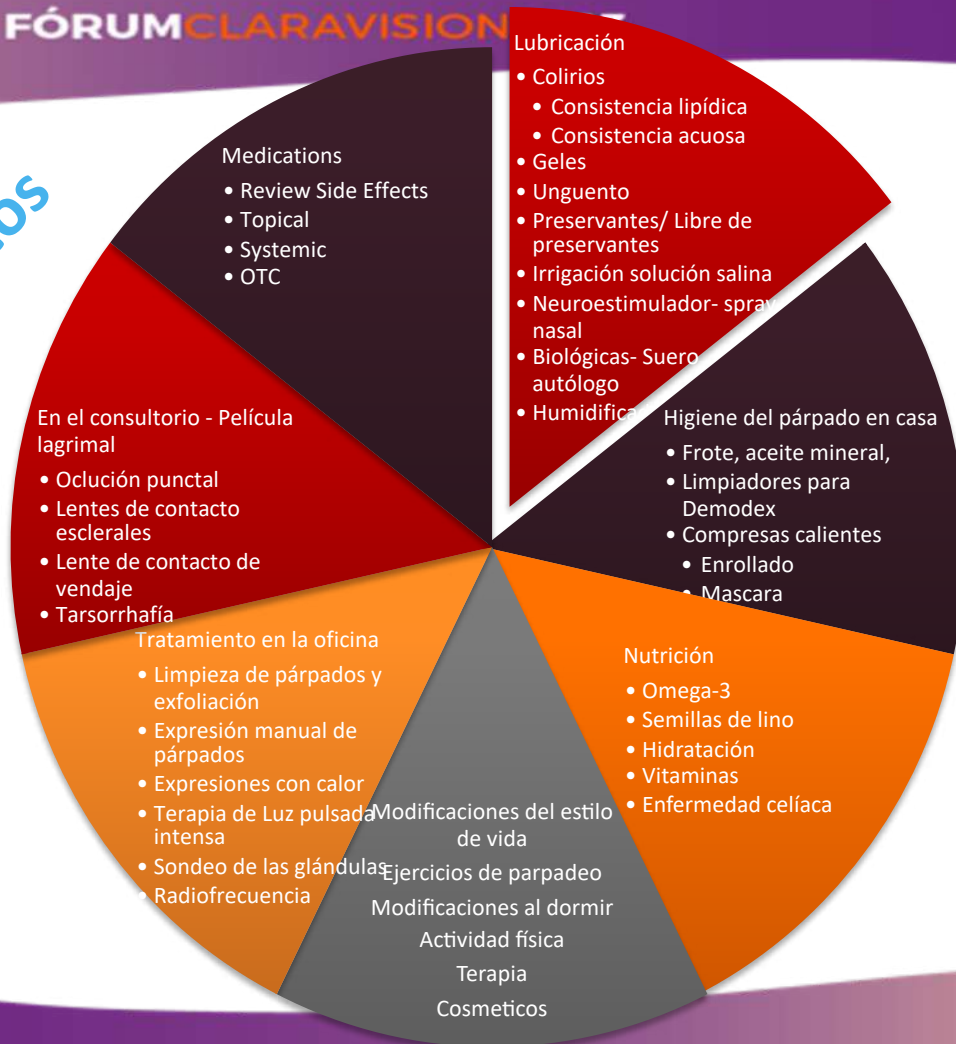 FÓRUMCLARAVISION
Lubricación
• Colirios
• Consistencia lipídica
• Consistencia acuosa
• Geles
• Unguento
• Preservantes/ Libre de
preservantes
• Irrigación solución salina
• Neuroestimulador- spray
nasal
• Biológicas- Suero
autólogo
Higiene del párpado en casa
• Frote, aceite mineral,
• Limpiadores para
Demodex
• Compresas calientes
• Enrollado
• Mascara
Nutrición
• Omega-3
• Semillas de lino
• Hidratación
• Vitaminas
• Enfermedad celíaca
Modificaciones del estilo
de vida
Ejercicios de parpadeo
Modificaciones al dormir
Actividad física
Terapia
Cosmeticos
Tratamiento en la oficina
• Limpieza de párpados y
exfoliación
• Expresión manual de
párpados
• Expresiones con calor
• Terapia de Luz pulsada
intensa
• Sondeo de las glándulas
• Radiofrecuencia
En el consultorio - Película
lagrimal
• Oclución punctal
• Lentes de contacto
esclerales
• Lente de contacto de
vendaje
• Tarsorrhafía
Medications
• Review Side Effects
• Topical
• Systemic
• OTC